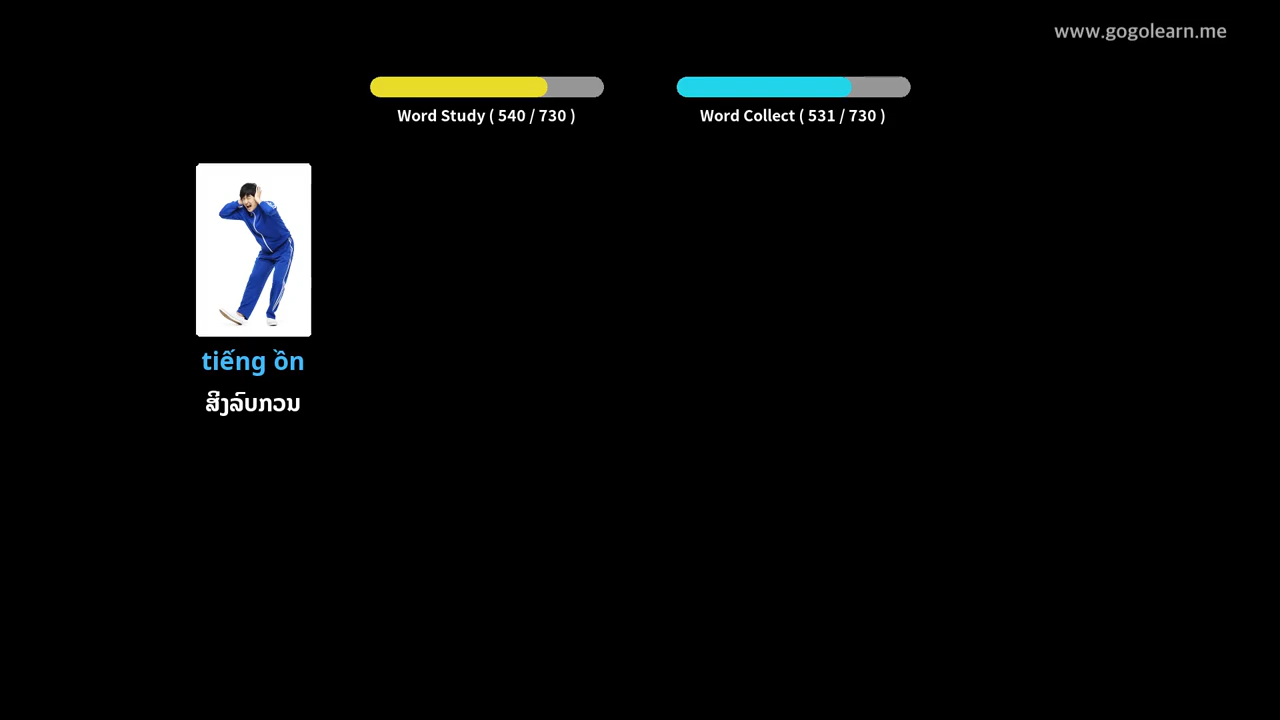 www.gogolearn.me
Word Study ( 540 / 730 )
Word Collect ( 531 / 730 )
tiếng ồn
ສິ່ງລົບກວນ